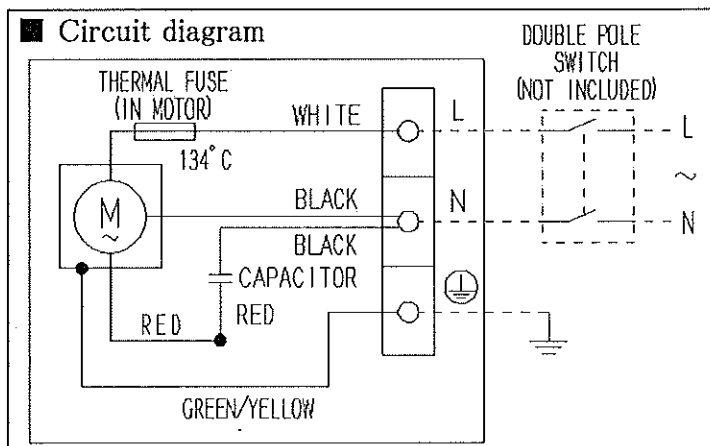 ■ Circuit diagram
DOUBLE POLE
SWITCH
(NOT INCLUDED)
THERMAL FUSE
(IN MOTOR)
WHITE
L
L
134°C
~
M
~
BLACK
N
N
BLACK
CAPACITOR
RED
RED
GREEN/YELLOW